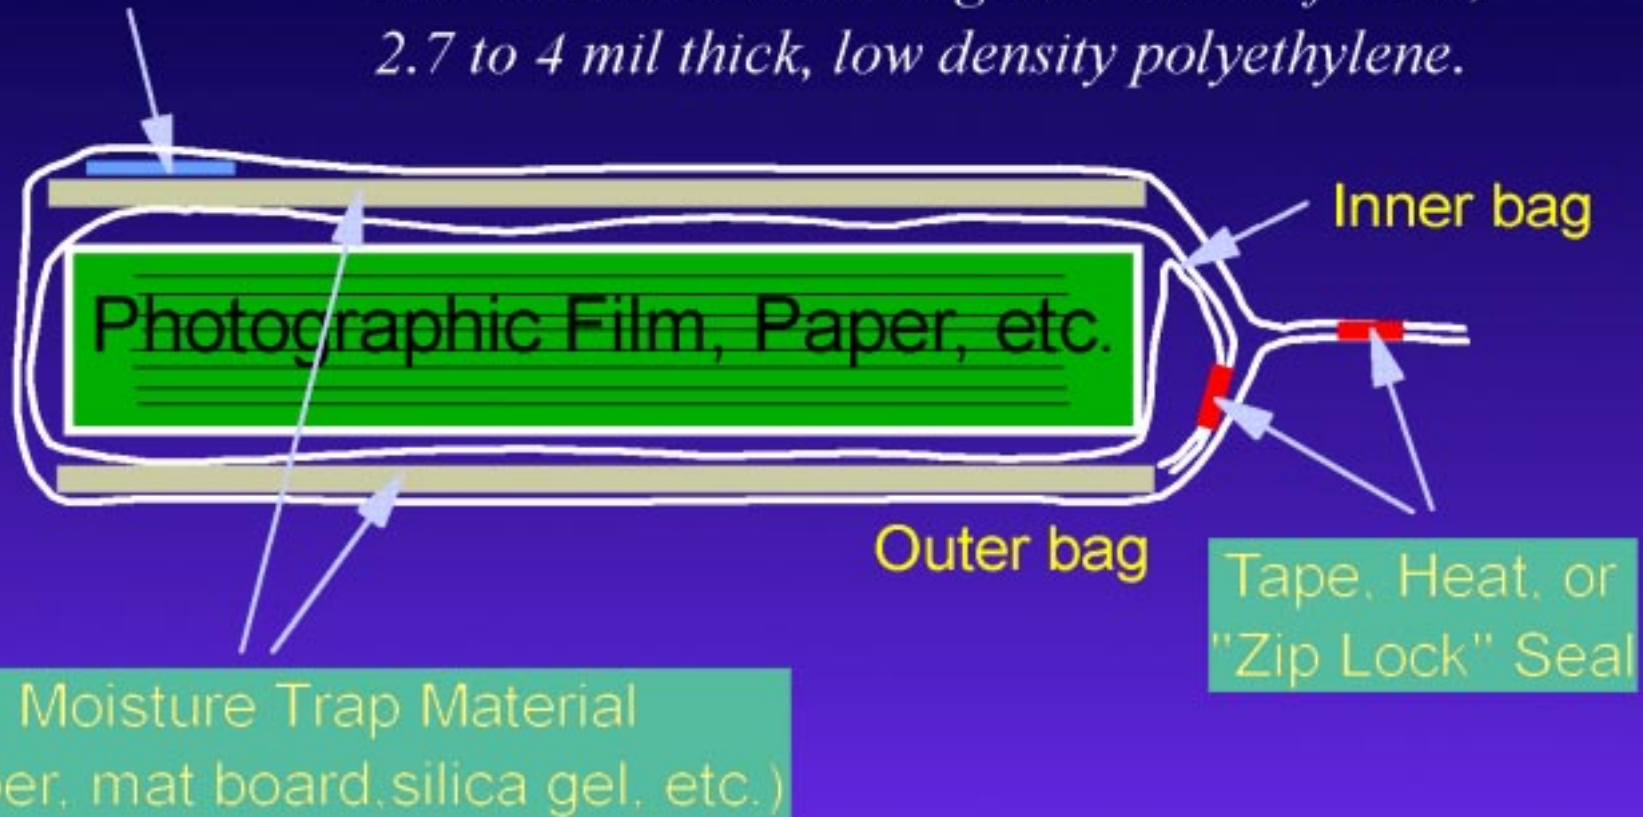 2.7 to 4 mil thick, low density polyethylene.
Inner bag
Photographic Film, Paper, etc.
Outer bag
Tape, Heat, or
"Zip Lock" Seal
Moisture Trap Material
mat board,silica gel, etc.)